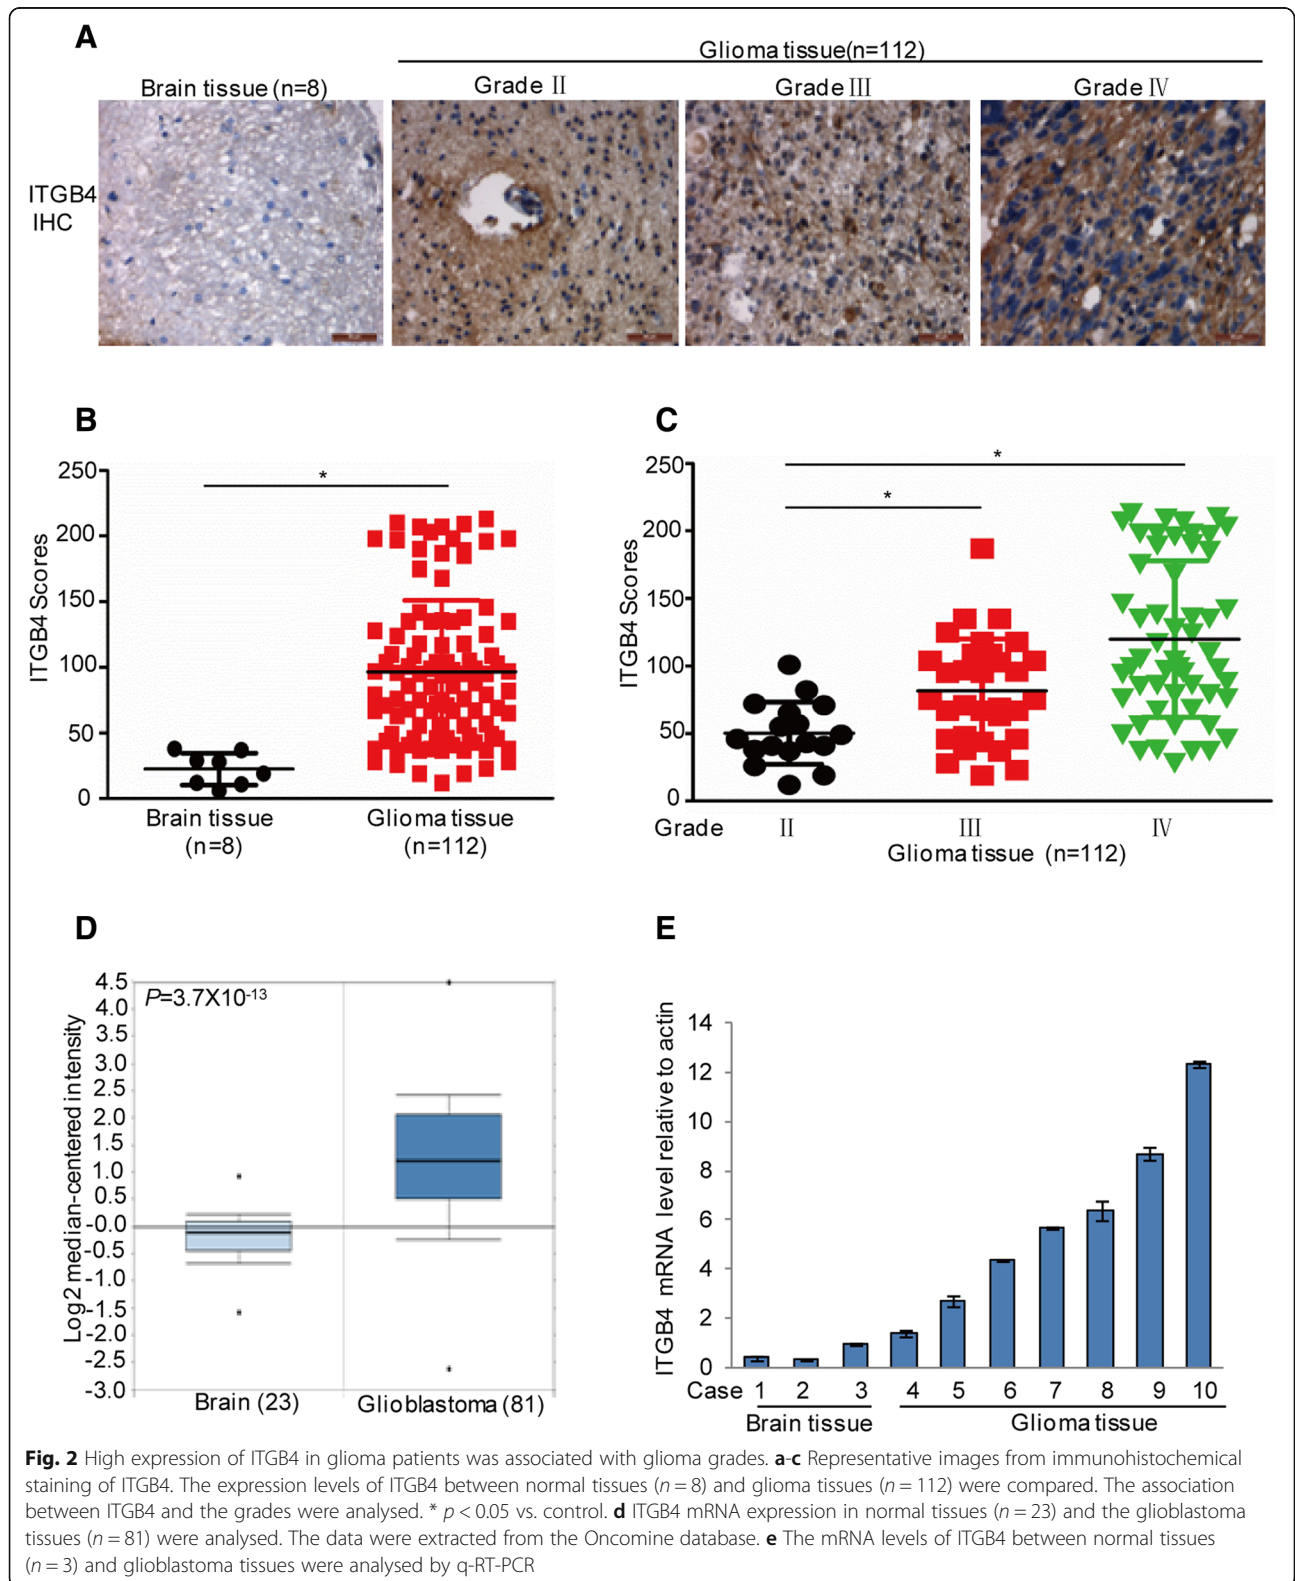 A
Glioma tissue(n=112)
Brain tissue (n=8)
Grade Ⅱ
Grade Ⅲ
Grade Ⅳ
ITGB4
IHC
B
250
200
150
100
50
0
ITGB4 Scores
*
Brain tissue
(n=8)
Glioma tissue
(n=112)
C
250
200
150
100
50
0
ITGB4 Scores
*
*
Grade Ⅱ Ⅲ Ⅳ
Glioma tissue (n=112)
D
4.5
4.0
3.5
3.0
2.5
2.0
1.5
1.0
0.5
-0.0
-0.5
-1.0
-1.5
-2.0
-2.5
-3.0
Log2 median-centered intensity
P=3.7X10-13
Brain (23)
Glioblastoma (81)
E
14
12
10
8
6
4
2
0
ITGB4 mRNA level relative to actin
Case 1 2 3 4 5 6 7 8 9 10
Brain tissue
Glioma tissue
Fig. 2 High expression of ITGB4 in glioma patients was associated with glioma grades. a-c Representative images from immunohistochemical
staining of ITGB4. The expression levels of ITGB4 between normal tissues (n = 8) and glioma tissues (n = 112) were compared. The association
between ITGB4 and the grades were analysed. * p < 0.05 vs. control. d ITGB4 mRNA expression in normal tissues (n = 23) and the glioblastoma
tissues (n = 81) were analysed. The data were extracted from the Oncomine database. e The mRNA levels of ITGB4 between normal tissues
(n = 3) and glioblastoma tissues were analysed by q-RT-PCR